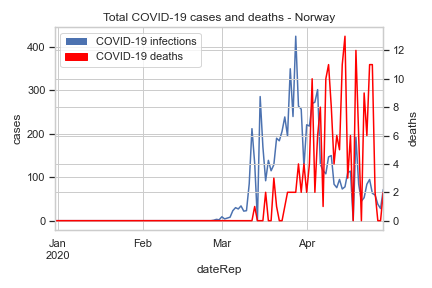 Total COVID-19 cases and deaths - Norway
COVID-19 infections
COVID-19 deaths
400
300
200
100
0
cases
12
10
8
6
4
2
0
deaths
Jan
2020
Feb
Mar
Apr
dateRep